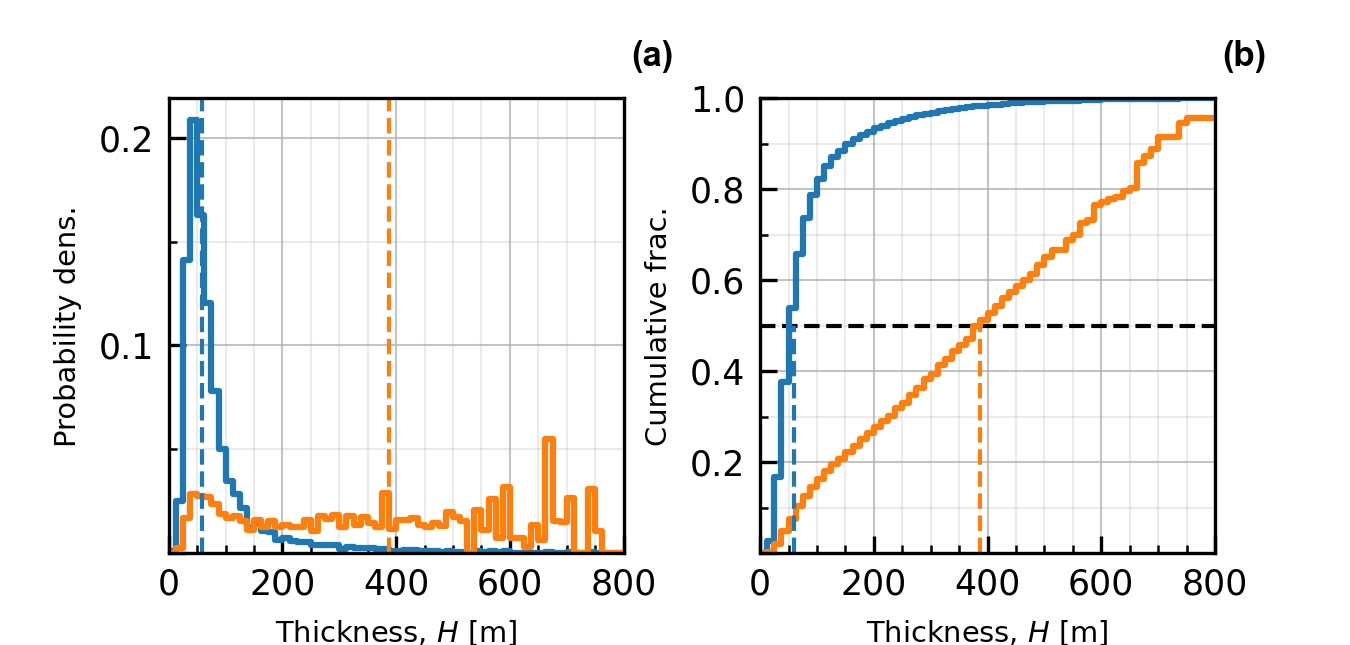 (a)
(b)
0.2
0.1
Probability dens.
0 200 400 600 800
Thickness, H [m]
1.0
0.8
0.6
0.4
0.2
Cumulative frac.
0 200 400 600 800
Thickness, H [m]